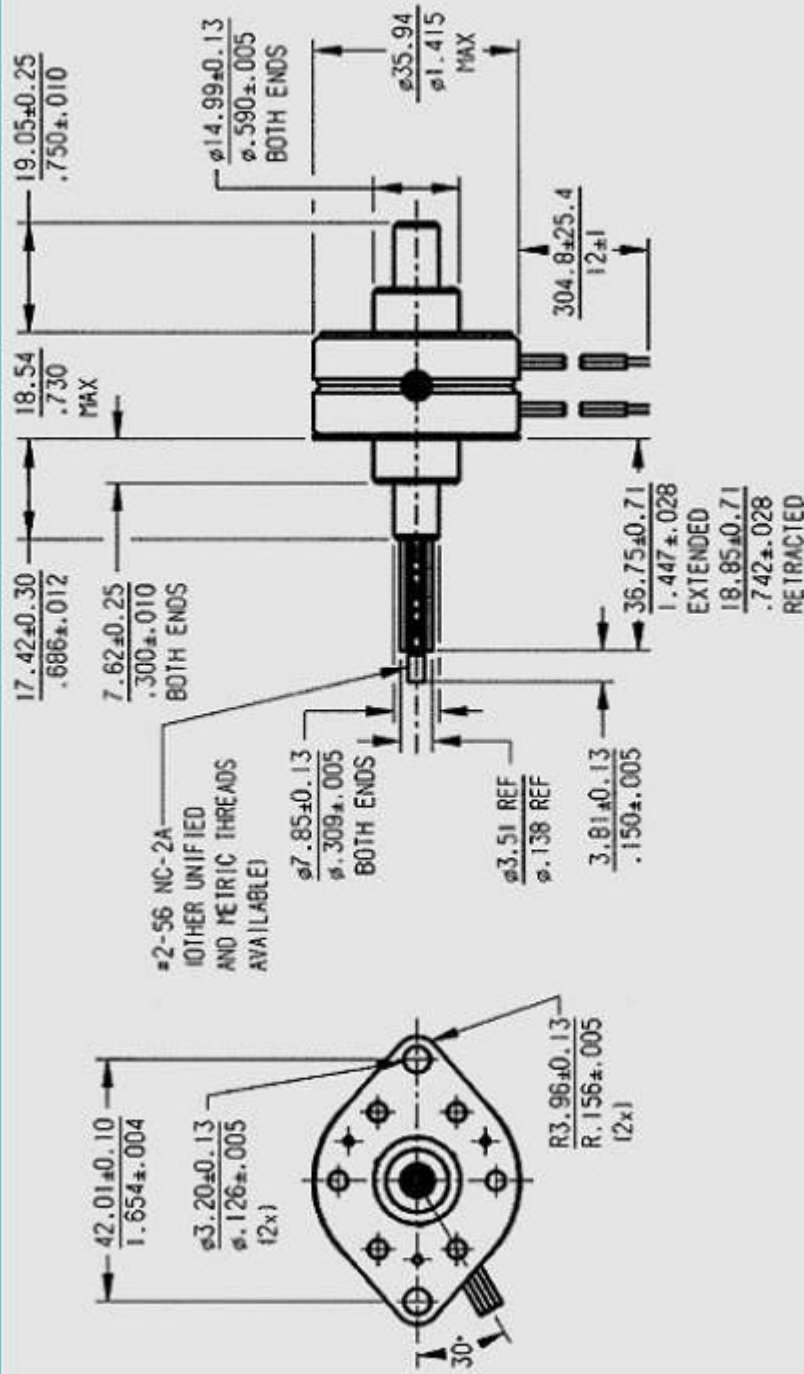 42.01±0.10
1.654±.004
ø3.20±0.13
ø.126±.005
(2x)
30°
R3.96±0.13
R.156±.005
(2x)
17.42±0.30
.686±.012
7.62±0.25
.300±.010
BOTH ENDS
#2-56 NC-2A
(OTHER UNIFIED
AND METRIC THREADS
AVAILABLE)
ø7.85±0.13
ø.309±.005
BOTH ENDS
ø3.51 REF
ø.138 REF
3.81±0.13
.150±.005
18.54
.730
MAX
36.75±0.71
1.447±.028
EXTENDED
18.85±0.71
.742±.028
RETRACTED
19.05±0.25
.750±.010
ø14.99±0.13
ø.590±.005
BOTH ENDS
ø35.94
ø1.415
MAX
304.8±25.4
12±1